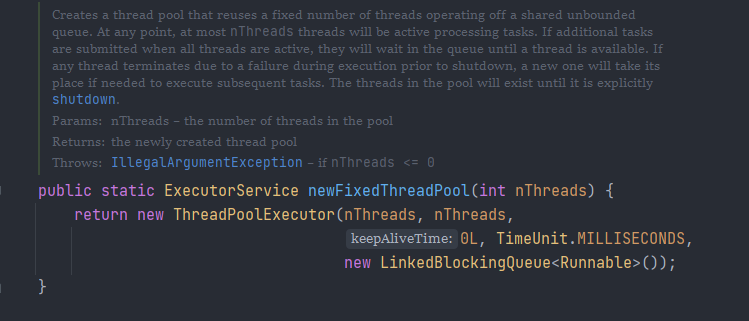 Creates a thread pool that reuses a fixed number of threads operating off a shared unbounded
queue. At any point, at most nThreads threads will be active processing tasks. If additional tasks
are submitted when all threads are active, they will wait in the queue until a thread is available. If
any thread terminates due to a failure during execution prior to shutdown, a new one will take its
place if needed to execute subsequent tasks. The threads in the pool will exist until it is explicitly
shutdown.
Params: nThreads – the number of threads in the pool
Returns: the newly created thread pool
Throws: IllegalArgumentException – if nThreads <= 0
public static ExecutorService newFixedThreadPool(int nThreads) {
return new ThreadPoolExecutor(nThreads, nThreads,
keepAliveTime: 0L, TimeUnit.MILLISECONDS,
new LinkedBlockingQueue<Runnable>());
}